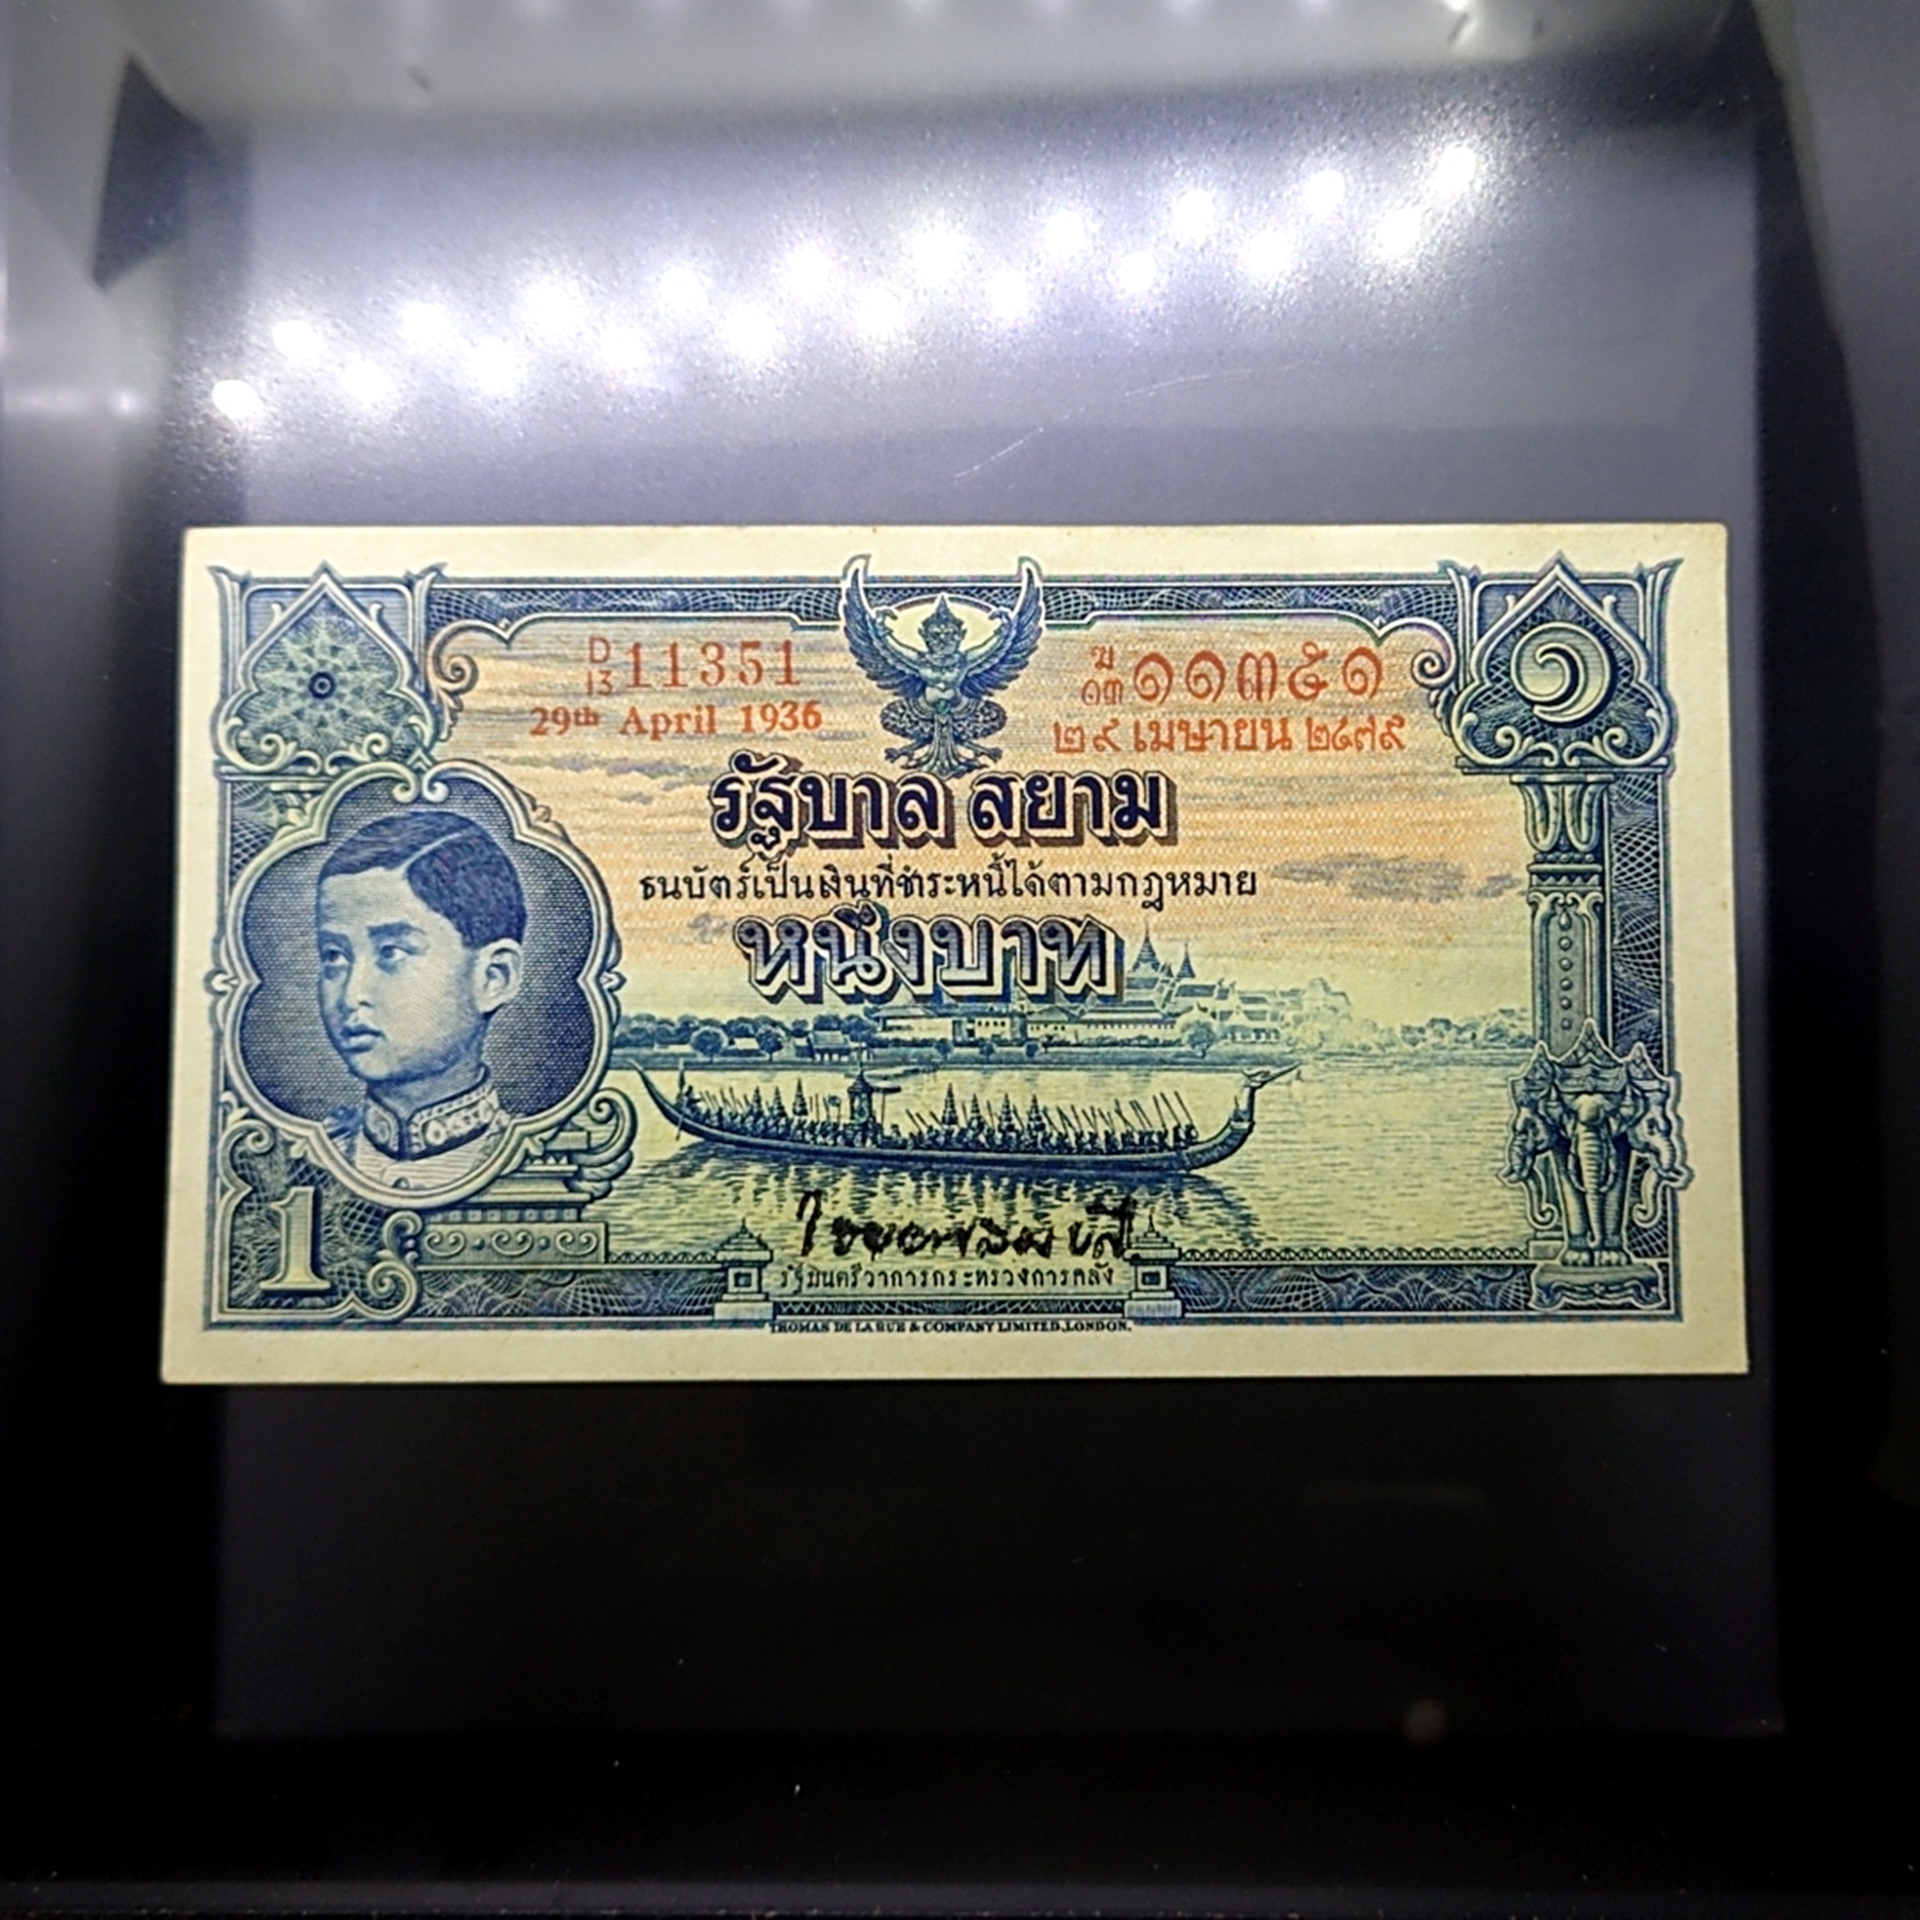 D/13 11351
29th April 1936
ฆ/๑๓ ๑๑๓๕๑
๒๙ เมษายน ๒๔๗๙
๑
รัฐบาล สยาม
ธนบัตร์เป็นเงินที่ชำระหนี้ได้ตามกฎหมาย
หนึ่งบาท
1
รัฐมนตรีว่าการกระทรวงการคลัง
THOMAS DE LA RUE & COMPANY LIMITED, LONDON.